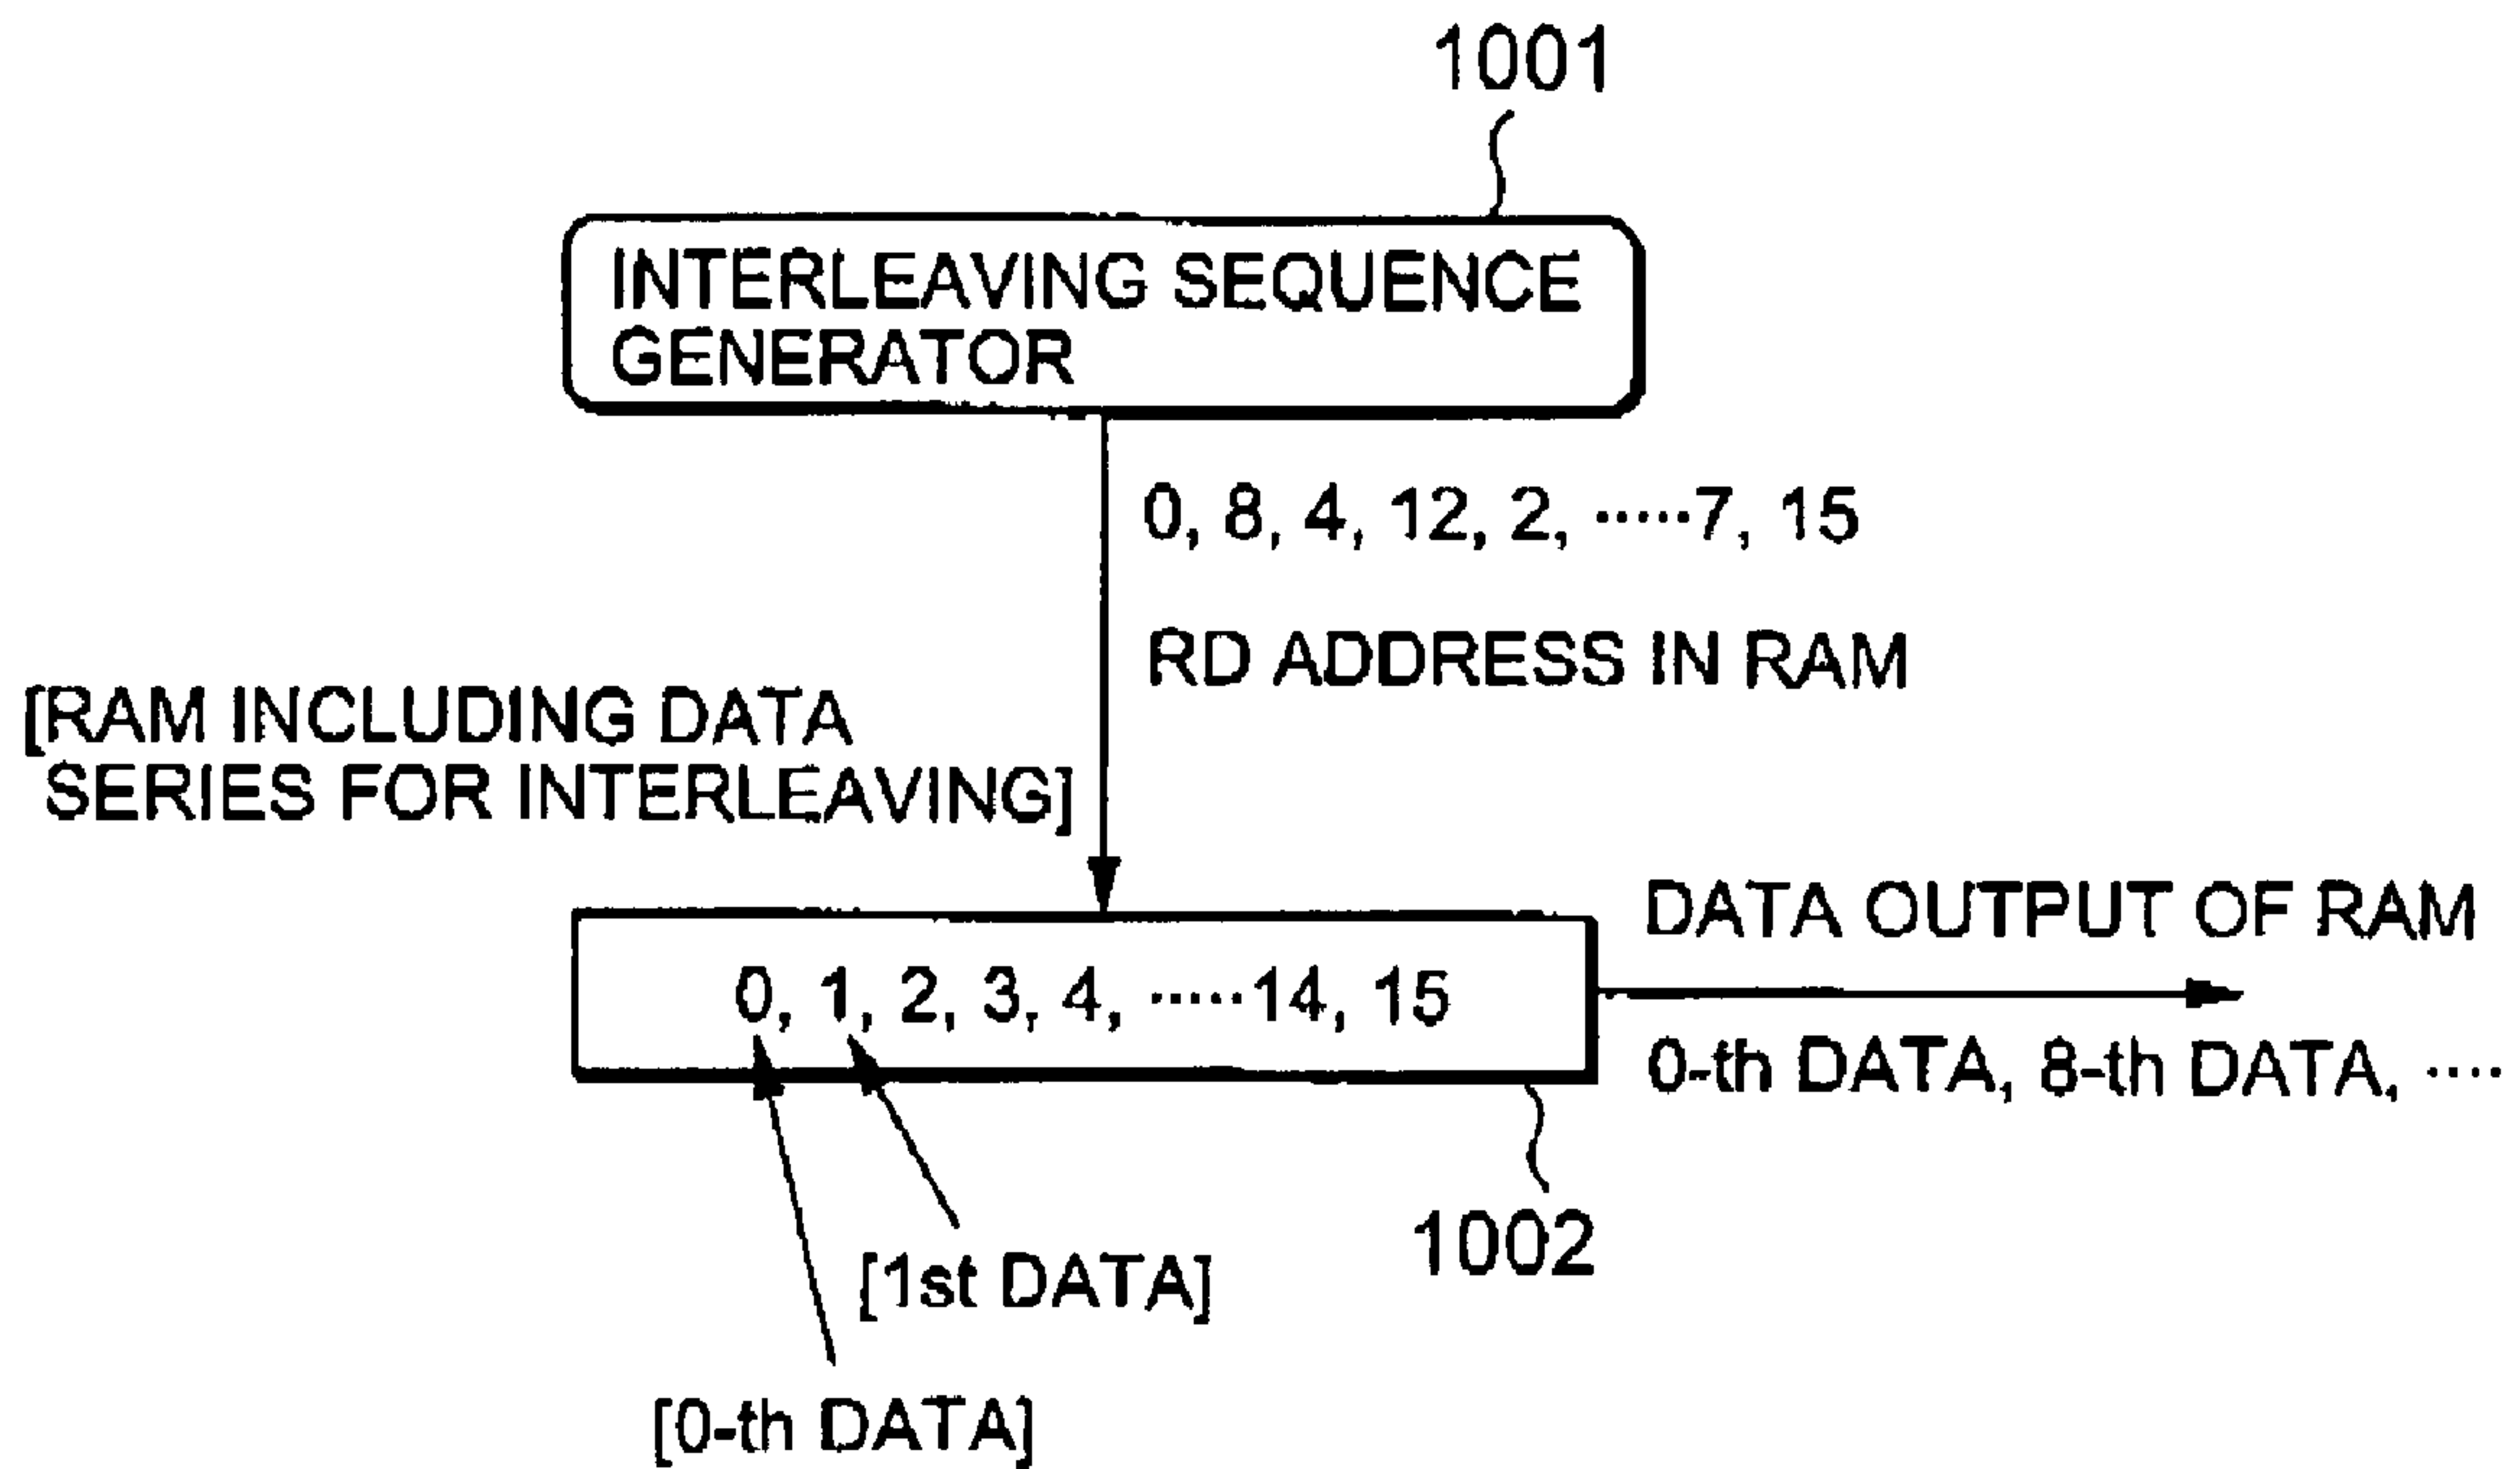 1001
INTERLEAVING SEQUENCE
GENERATOR
0, 8, 4, 12, 2, ·····7, 15
RD ADDRESS IN RAM
[RAM INCLUDING DATA
SERIES FOR INTERLEAVING]
DATA OUTPUT OF RAM
0, 1, 2, 3, 4, ·····14, 15
0-th DATA, 8-th DATA, ····
1002
[1st DATA]
[0-th DATA]